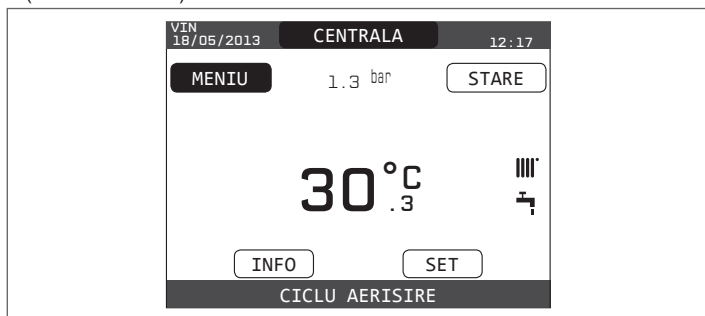 VIN
18/05/2013 CENTRALA 12:17
MENIU 1.3 bar STARE
30°C
.3
INFO SET
CICLU AERISIRE